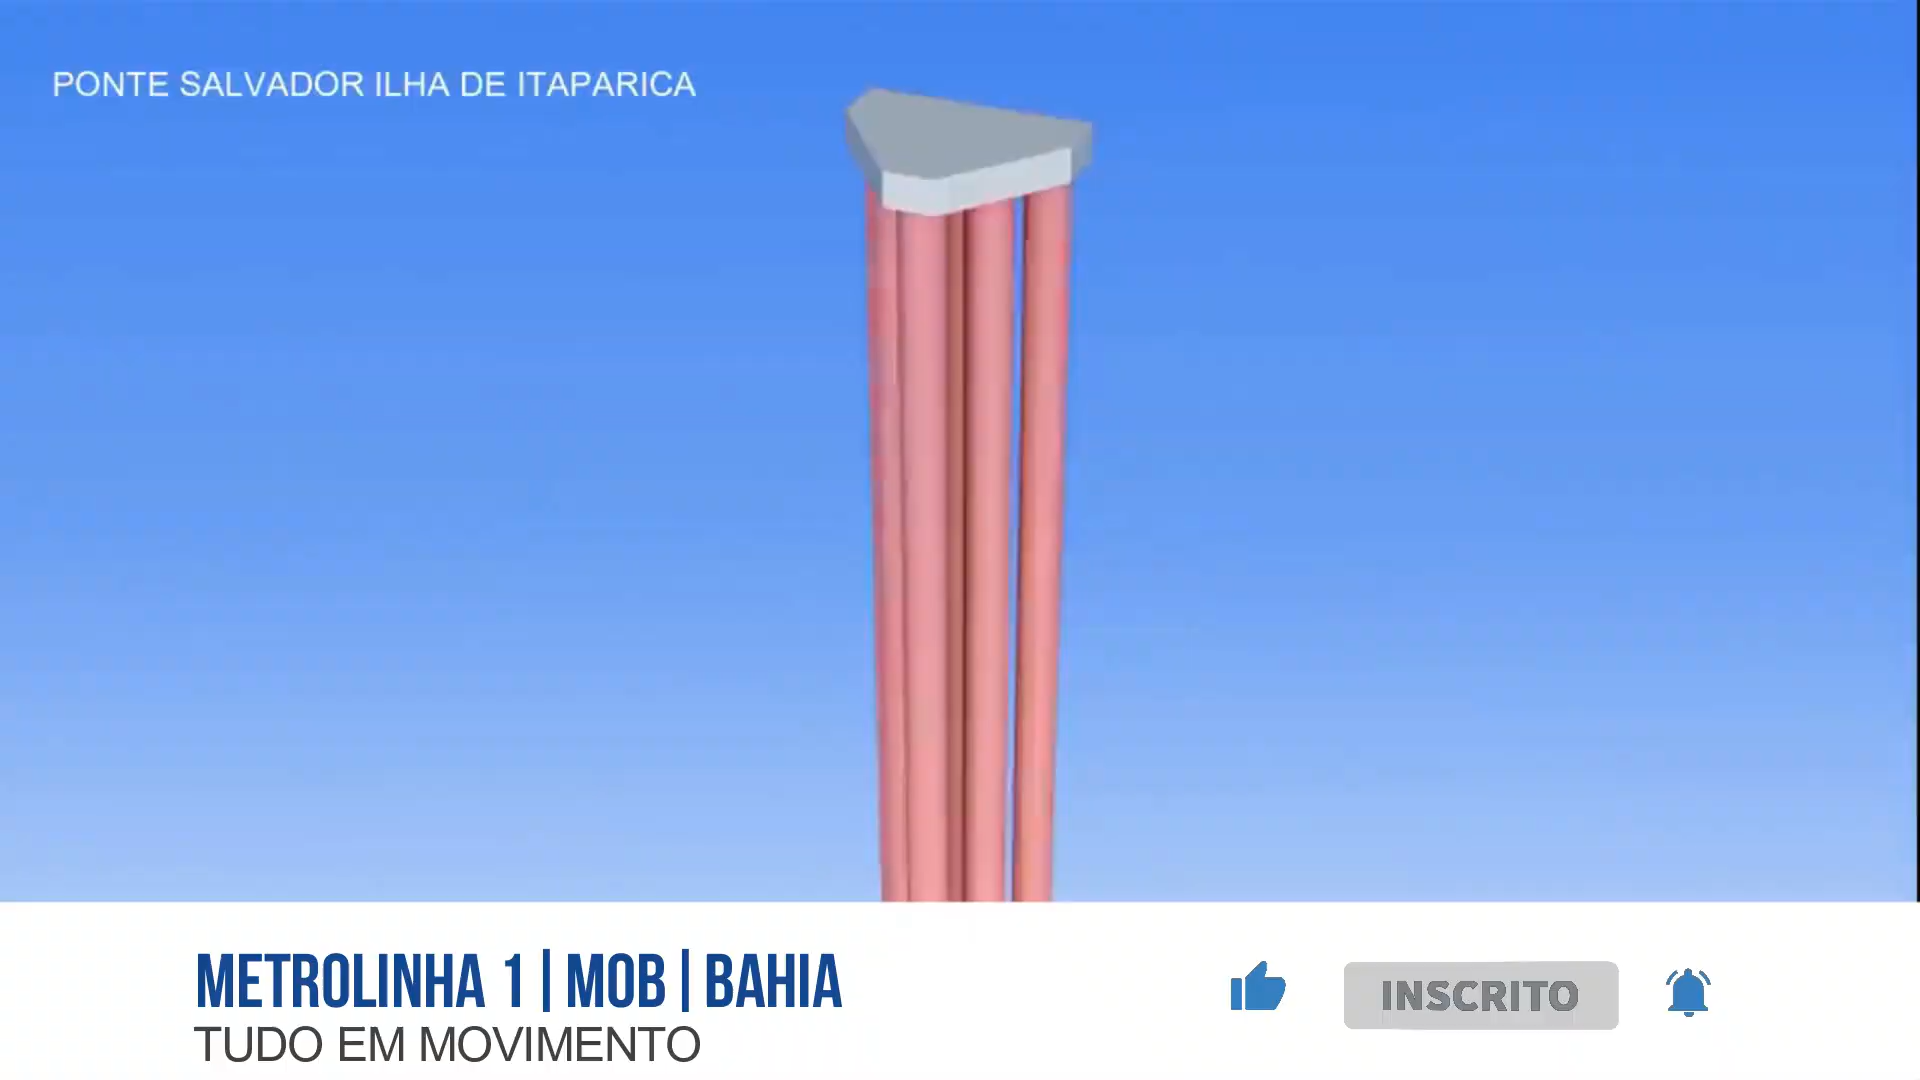 PONTE SALVADOR ILHA DE ITAPARICA
METROLINHA 1 | MOB | BAHIA
TUDO EM MOVIMENTO
INSCRITO